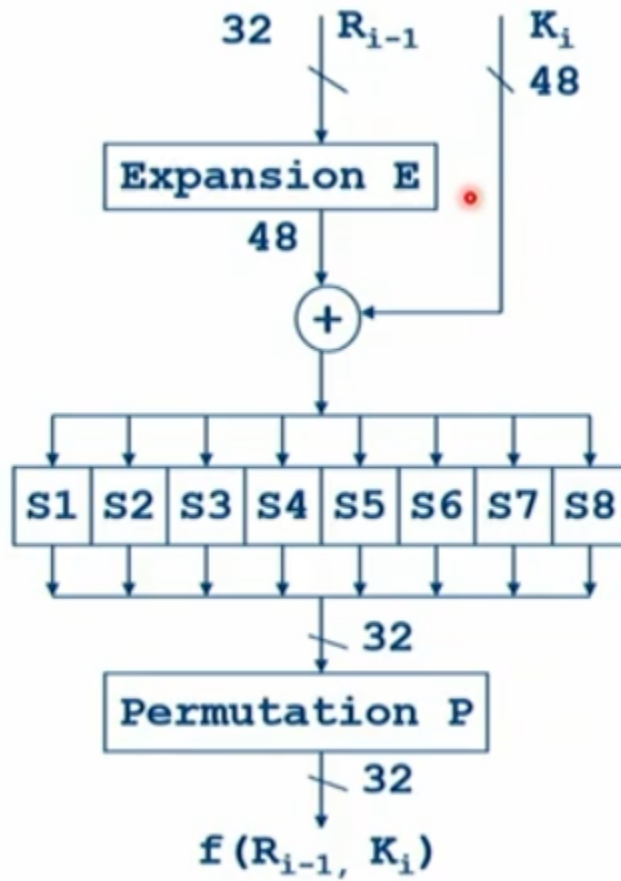 32 R_{i-1} K_i
48
Expansion E
48
+
S1 S2 S3 S4 S5 S6 S7 S8
32
Permutation P
32
f(R_{i-1}, K_i)